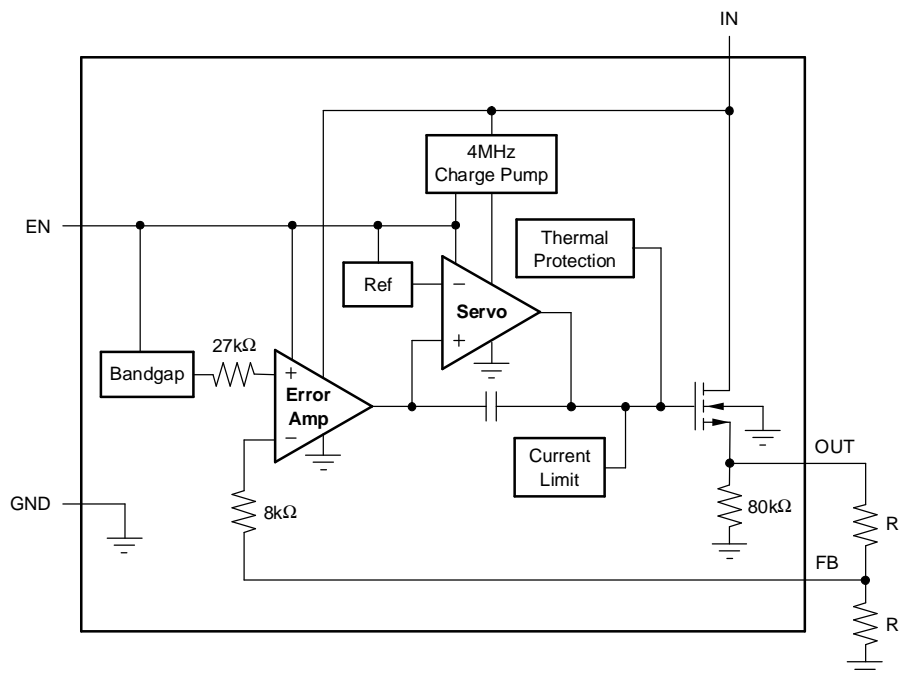 IN
4MHz
Charge Pump
EN
Thermal
Protection
Ref
−
Servo
+
27kΩ
Bandgap
+
Error
Amp
−
Current
Limit
OUT
GND
8kΩ
80kΩ
R
FB
R